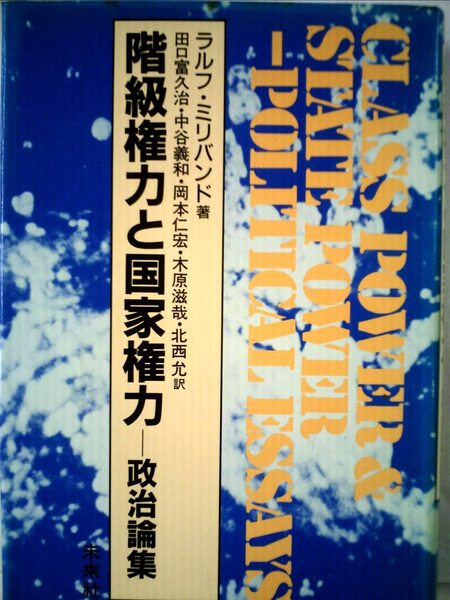 CLASS POWER &
STATE POWER
—POLITICAL ESSAYS
ラルフ・ミリバンド著
田口富久治・中谷義和・岡本仁宏・木原滋哉・北西允訳
階級権力と国家権力—政治論集
未來社